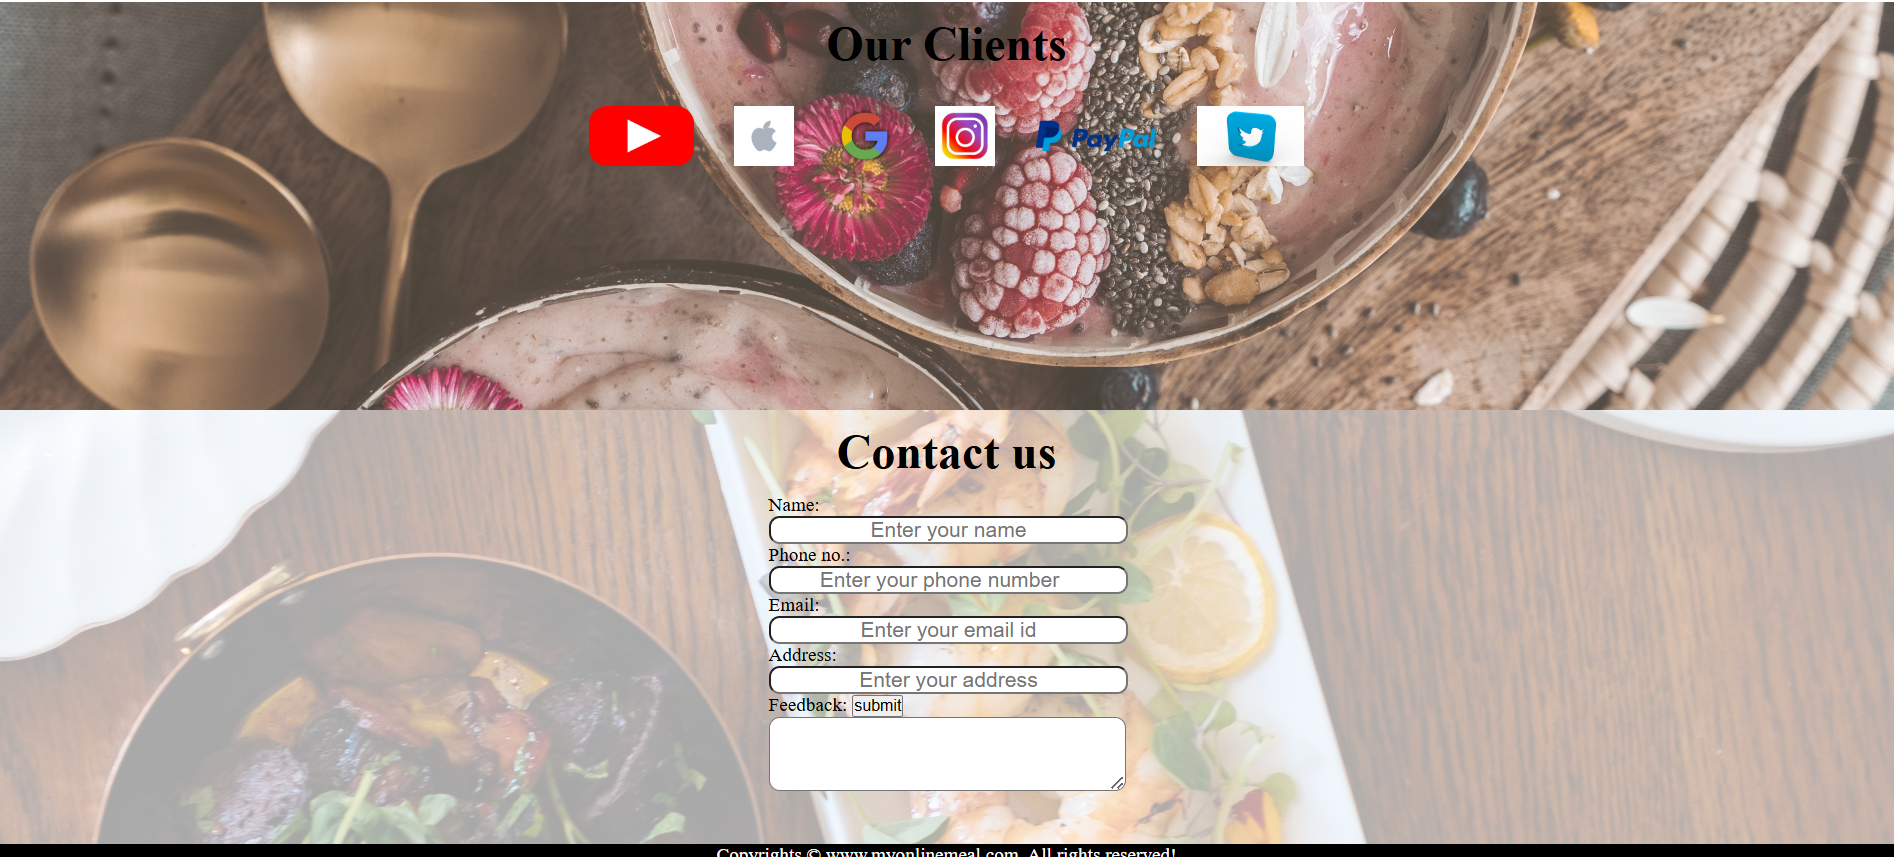 Our Clients
PayPal
Contact us
Name:
Enter your name
Phone no.:
Enter your phone number
Email:
Enter your email id
Address:
Enter your address
Feedback: submit
Copyrights © www.myonlinemeal.com. All rights reserved!